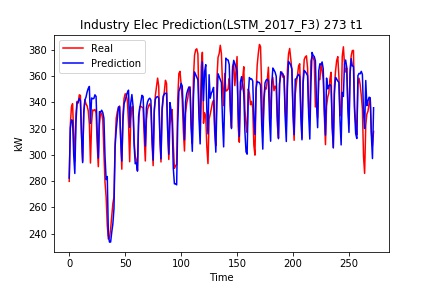 Industry Elec Prediction(LSTM_2017_F3) 273 t1
Real
Prediction
kW
380
360
340
320
300
280
260
240
0 50 100 150 200 250
Time